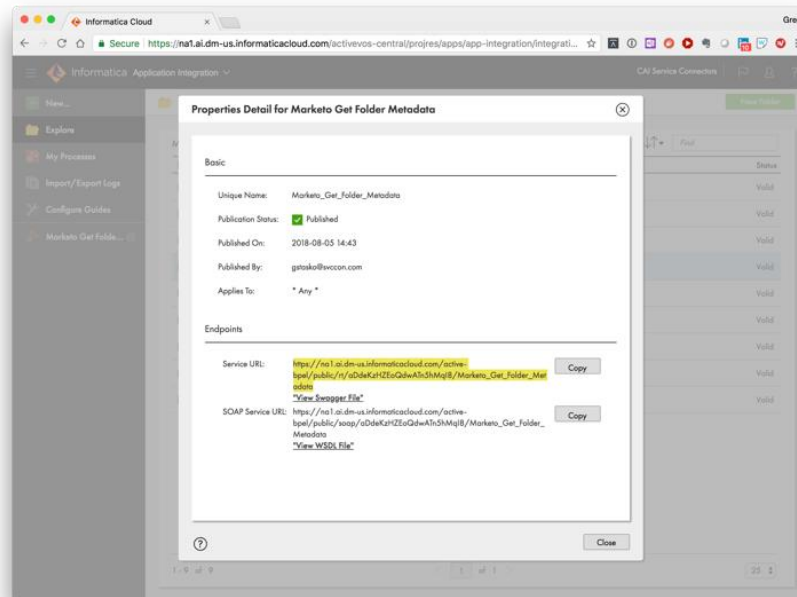 Informatica Cloud
Gre
Secure https://na1.ai.dm-us.informaticacloud.com/activevos-central/projres/apps/app-integration/integrati...
Informatica Application Integration
CAI Service Connectors
New...
Explore
My Processes
Import/Export Logs
Configure Guides
Marketo Get Folde...
Find
Status
Valid
Valid
Valid
Valid
Valid
Valid
Valid
Valid
Valid
Properties Detail for Marketo Get Folder Metadata
Basic
Unique Name: Marketo_Get_Folder_Metadata
Publication Status: Published
Published On: 2018-08-05 14:43
Published By: gstasko@svccon.com
Applies To: * Any *
Endpoints
Service URL: https://na1.ai.dm-us.informaticacloud.com/active-
bpel/public/rt/aDdeKzHZEoQdwATn5hMqI8/Marketo_Get_Folder_Met
adata
Copy
"View Swagger File"
SOAP Service URL: https://na1.ai.dm-us.informaticacloud.com/active-
bpel/public/soap/aDdeKzHZEoQdwATn5hMqI8/Marketo_Get_Folder_
Metadata
Copy
"View WSDL File"
Close
1 - 9 of 9
1 of 1
25